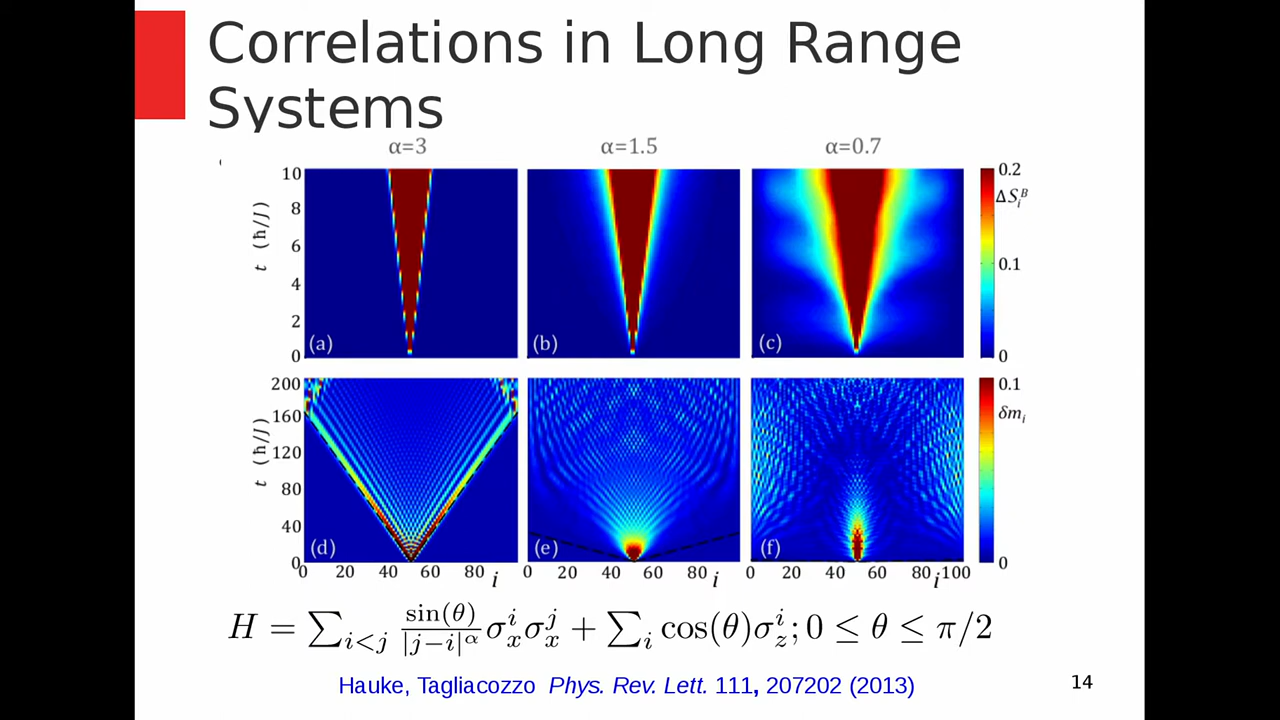 Correlations in Long Range
Systems
α=3 α=1.5 α=0.7
10 8 6 4 2 0
t (ħ/J)
(a) (b) (c)
0.2 0.1 0
ΔS_i^B
200 160 120 80 40 0
t (ħ/J)
(d) (e) (f)
0.1 0
δm_i
0 20 40 60 80 i 0 20 40 60 80 i 0 20 40 60 80 i 100
H = ∑_{i<j} \frac{sin(θ)}{|j−i|^α} σ_x^i σ_x^j + ∑_i cos(θ)σ_z^i; 0 ≤ θ ≤ π/2
Hauke, Tagliacozzo Phys. Rev. Lett. 111, 207202 (2013)
14